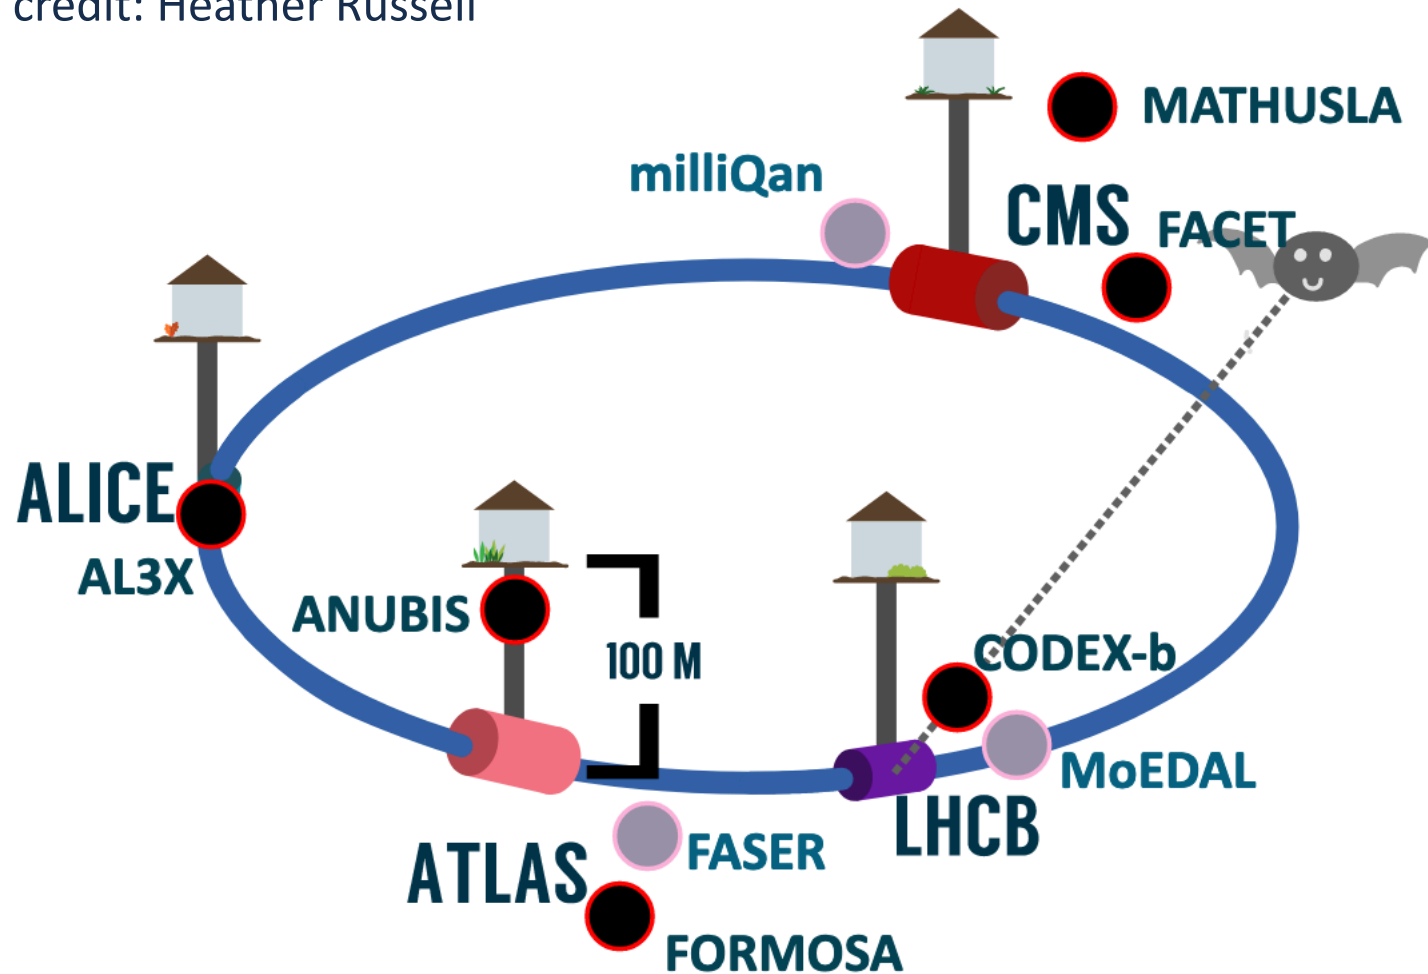 credit: Heather Russell
MATHUSLA
milliQan
CMS
FACET
ALICE
AL3X
ANUBIS
100 M
CODEX-b
MoEDAL
LHCB
FASER
ATLAS
FORMOSA